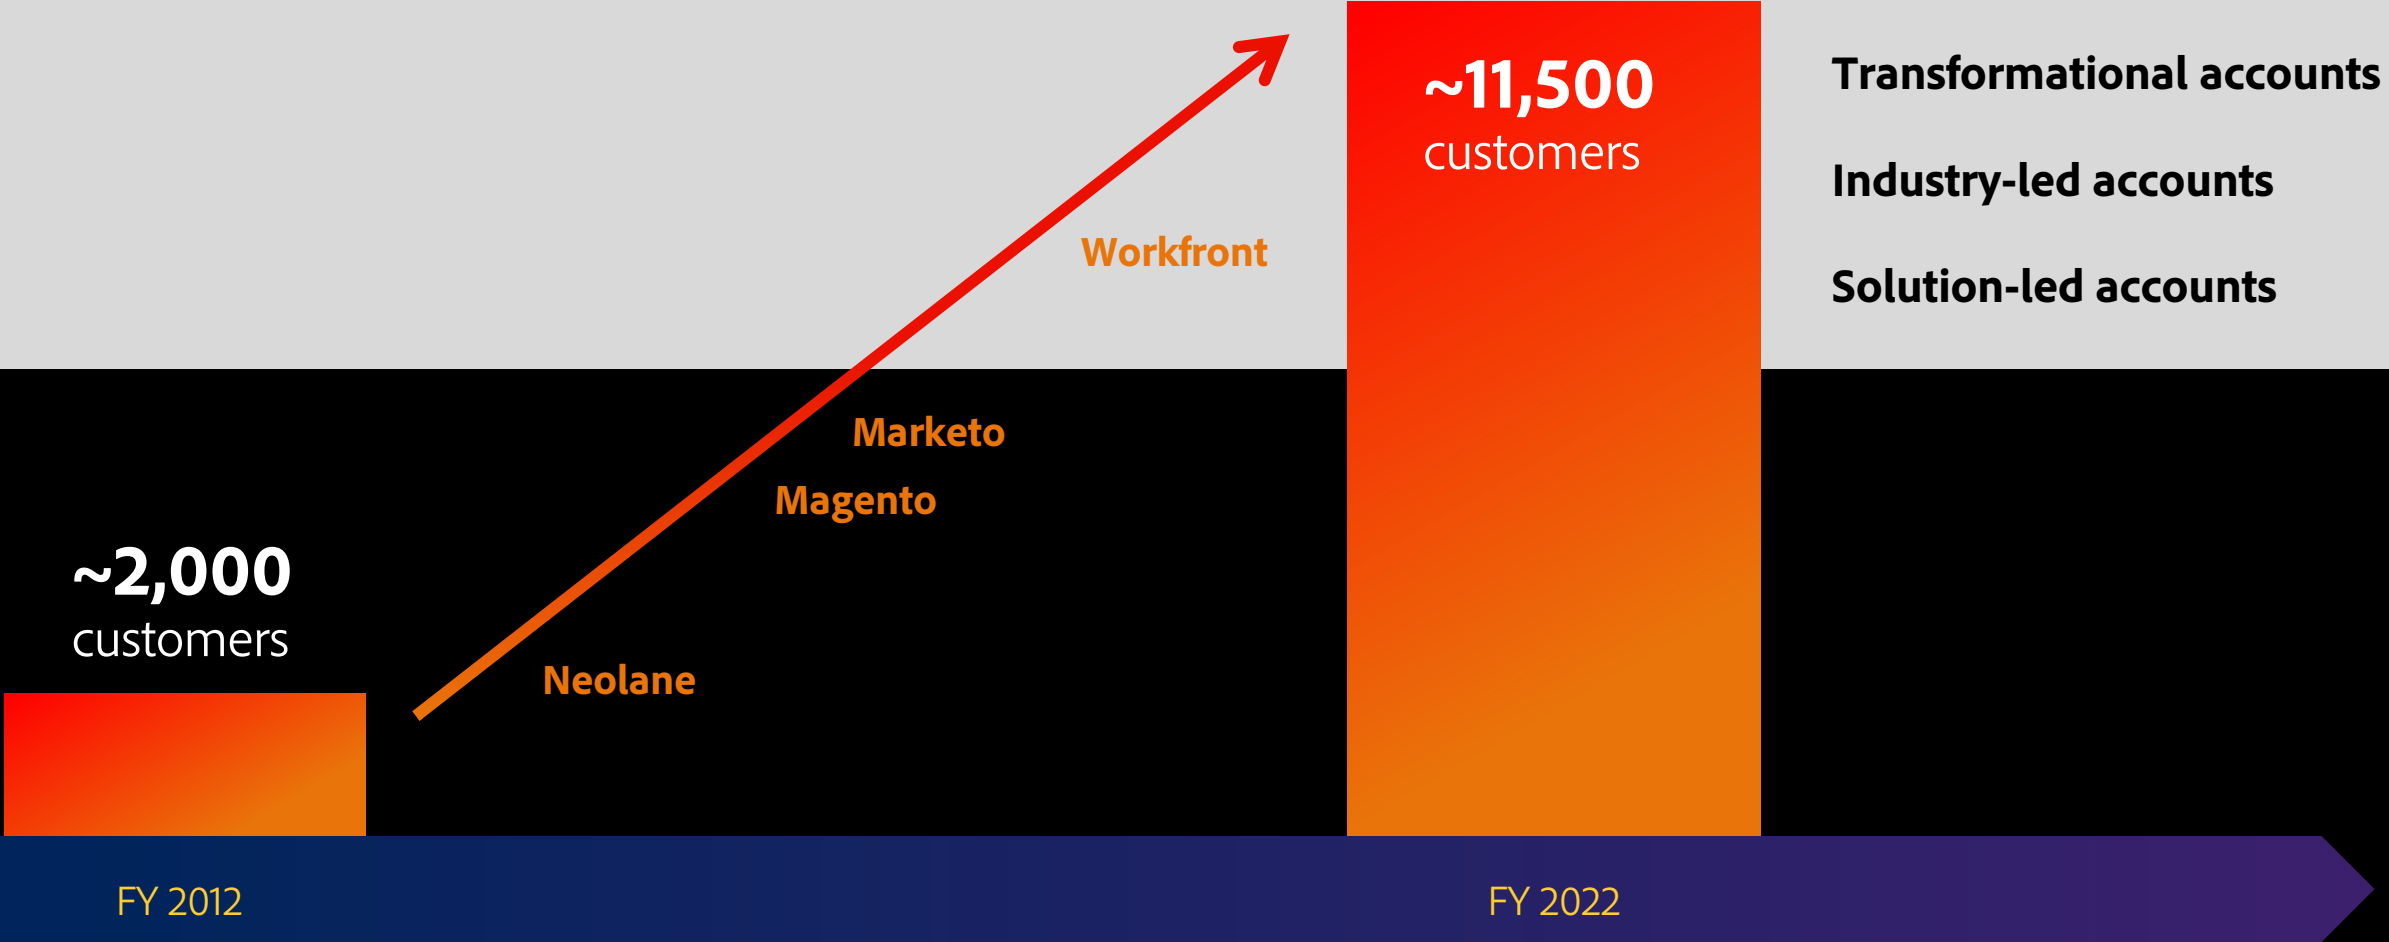 ~11,500
customers
Transformational accounts
Industry-led accounts
Solution-led accounts
Workfront
Marketo
Magento
Neolane
~2,000
customers
FY 2012
FY 2022